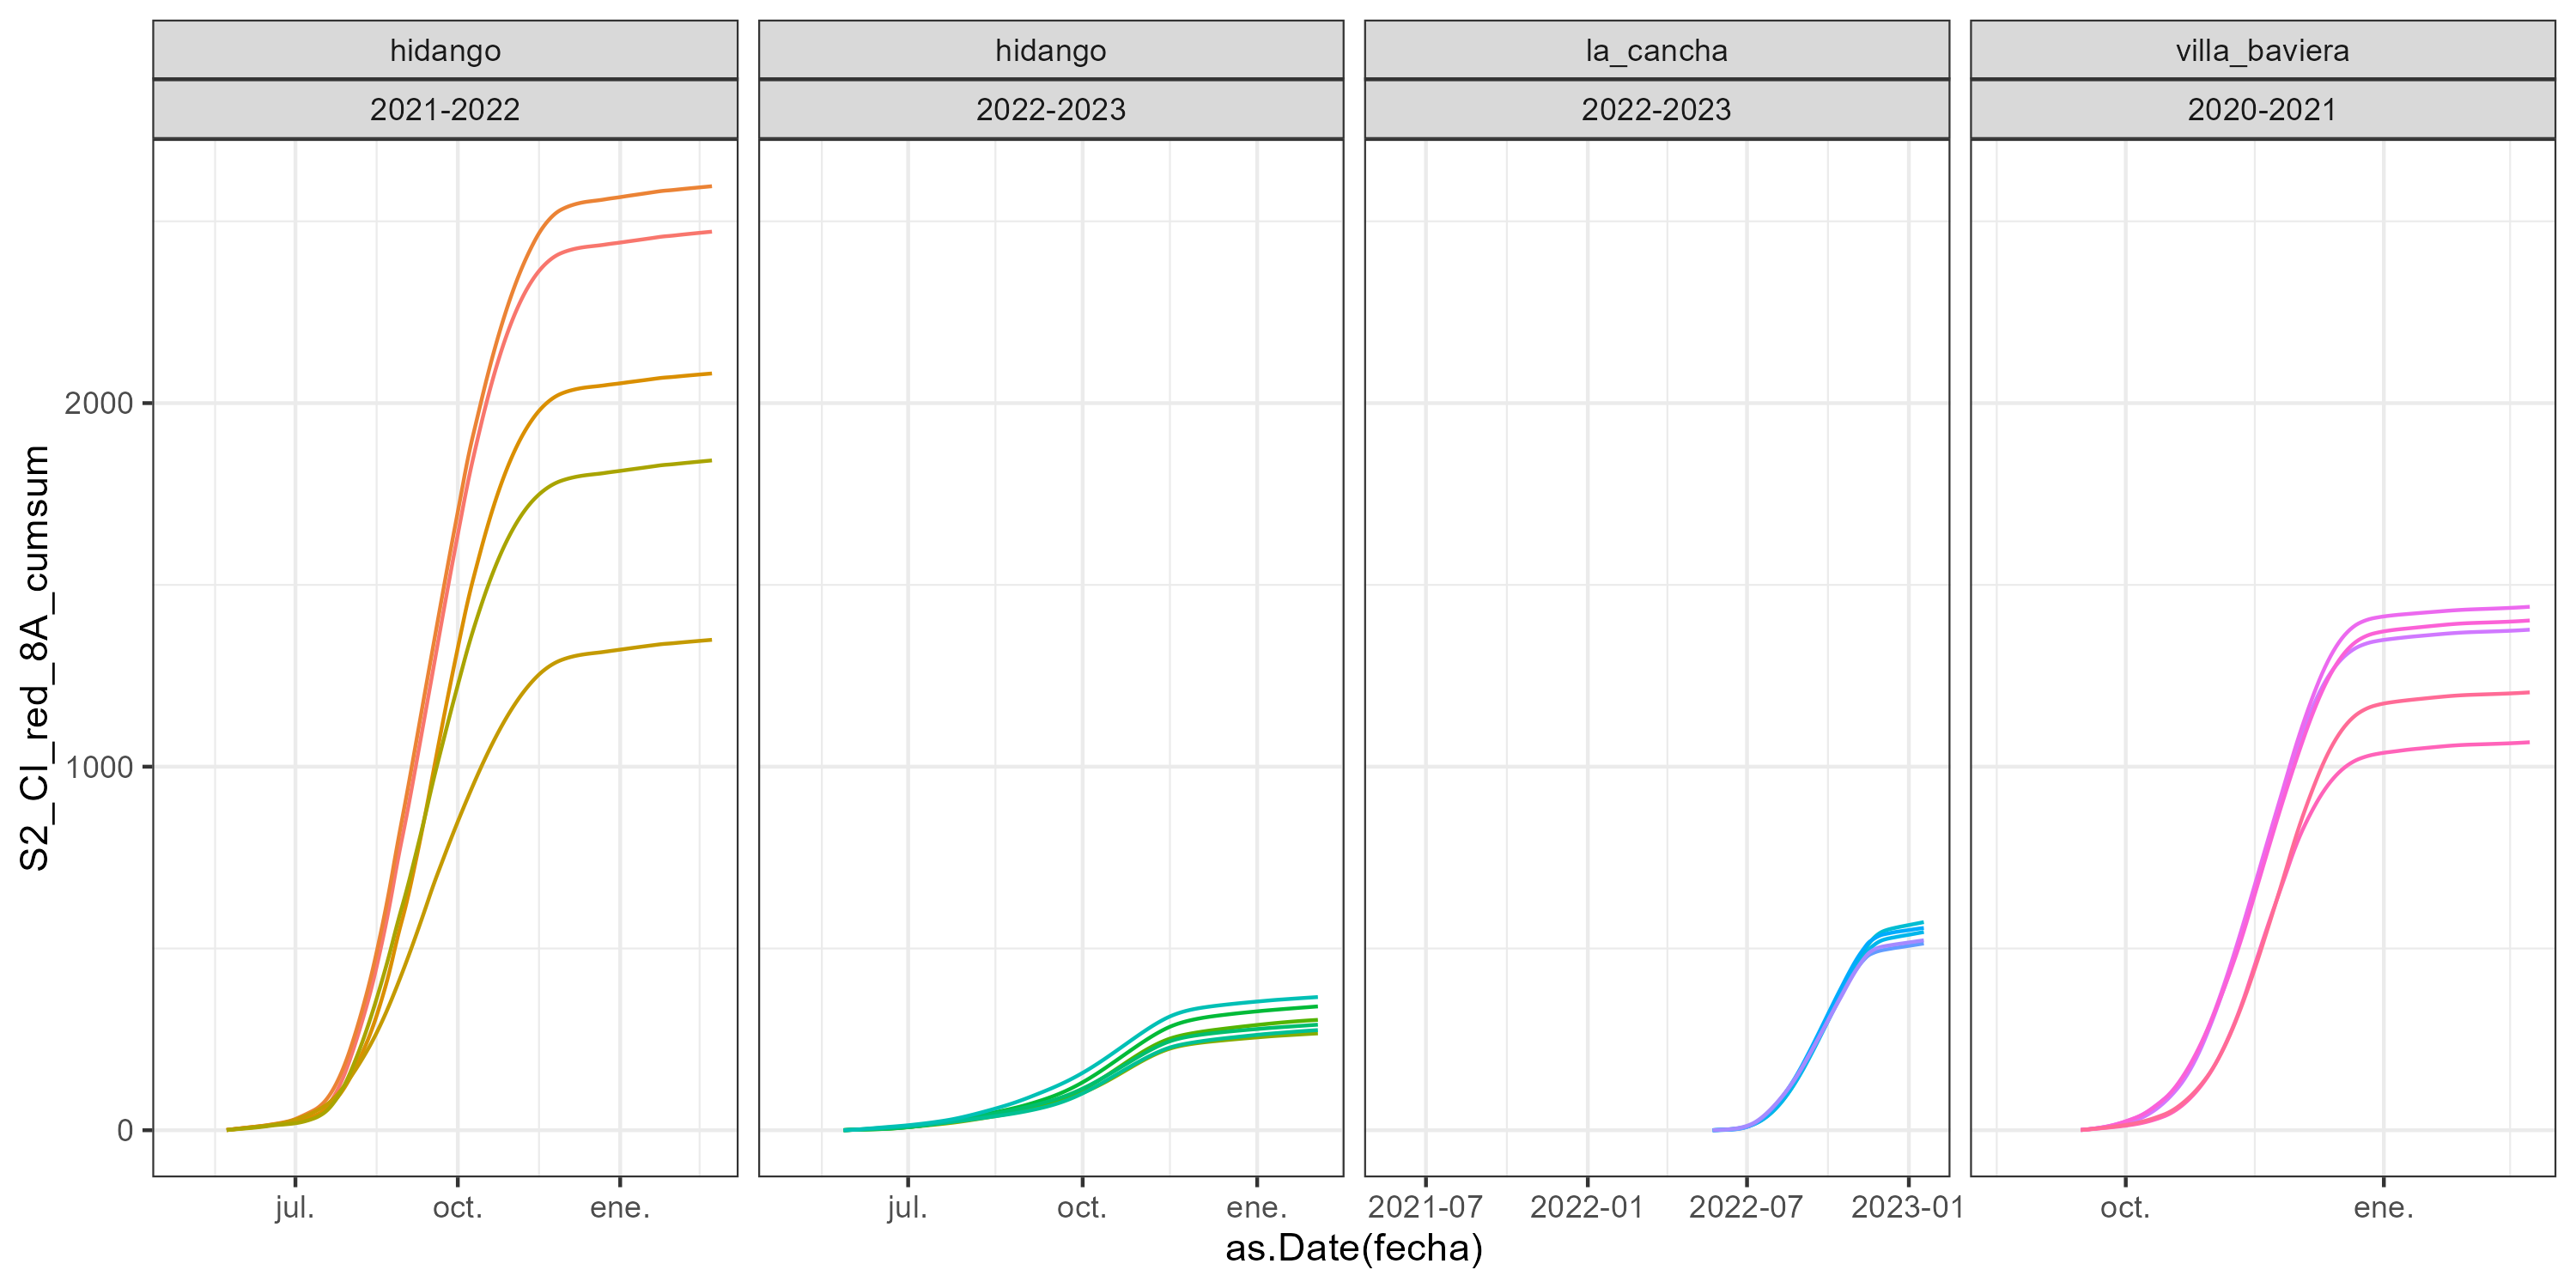 hidango hidango la_cancha villa_baviera
2021-2022 2022-2023 2022-2023 2020-2021
S2_CI_red_8A_cumsum
2000
1000
0
jul. oct. ene. jul. oct. ene. 2021-07 2022-01 2022-07 2023-01 oct. ene.
as.Date(fecha)